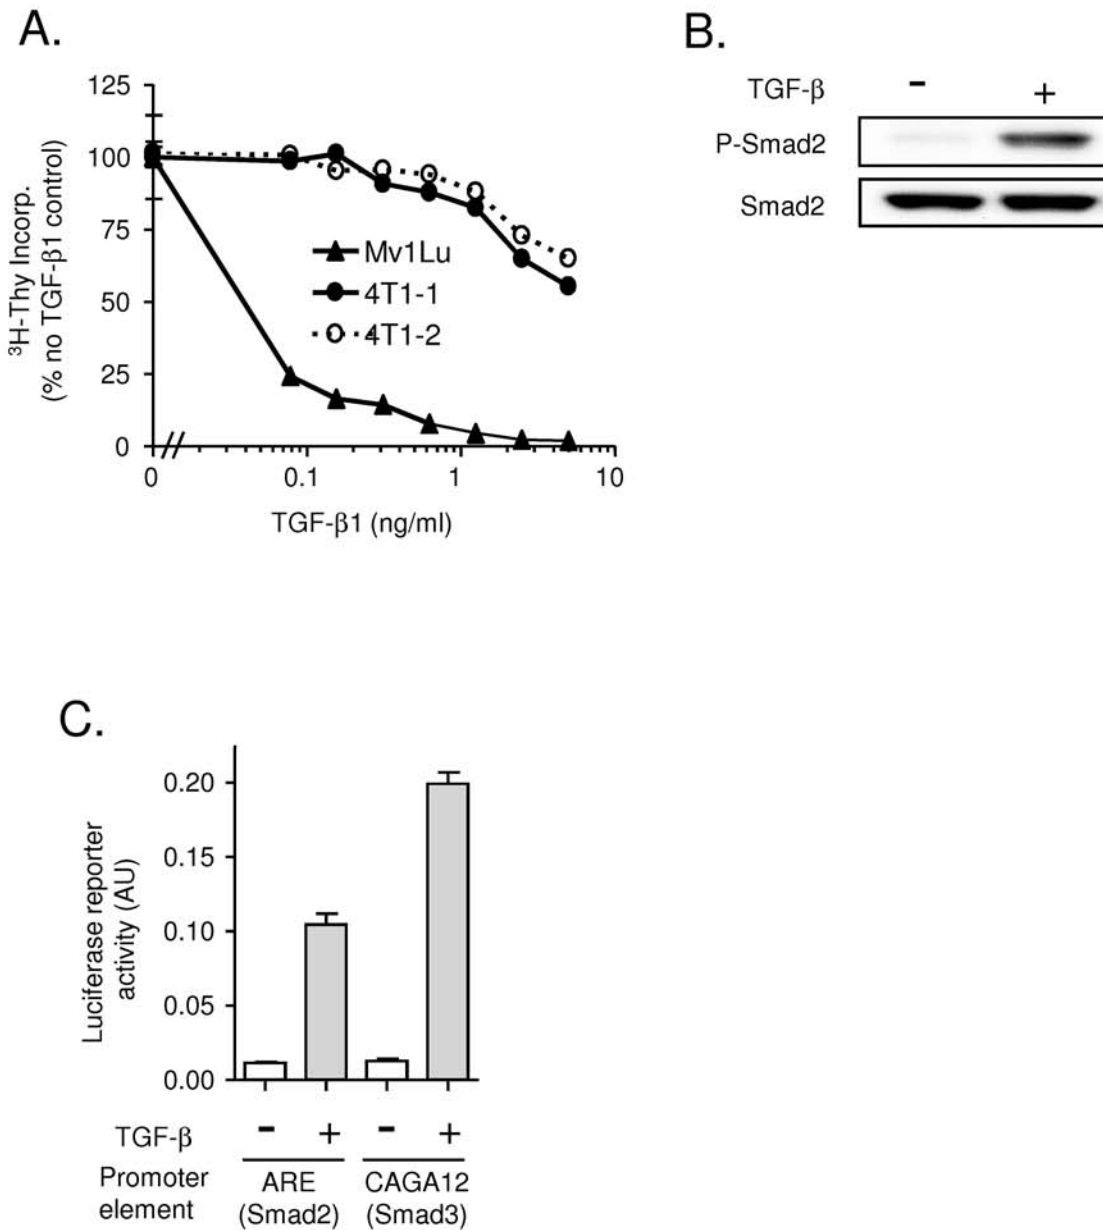 A.
125
100
75
50
25
0
³H-Thy Incorp.
(% no TGF-β1 control)
Mv1Lu
4T1-1
4T1-2
0 0.1 1 10
TGF-β1 (ng/ml)
B.
TGF-β - +
P-Smad2
Smad2
C.
0.20
0.15
0.10
0.05
0.00
Luciferase reporter
activity (AU)
TGF-β - + - +
Promoter
element
ARE
(Smad2)
CAGA12
(Smad3)